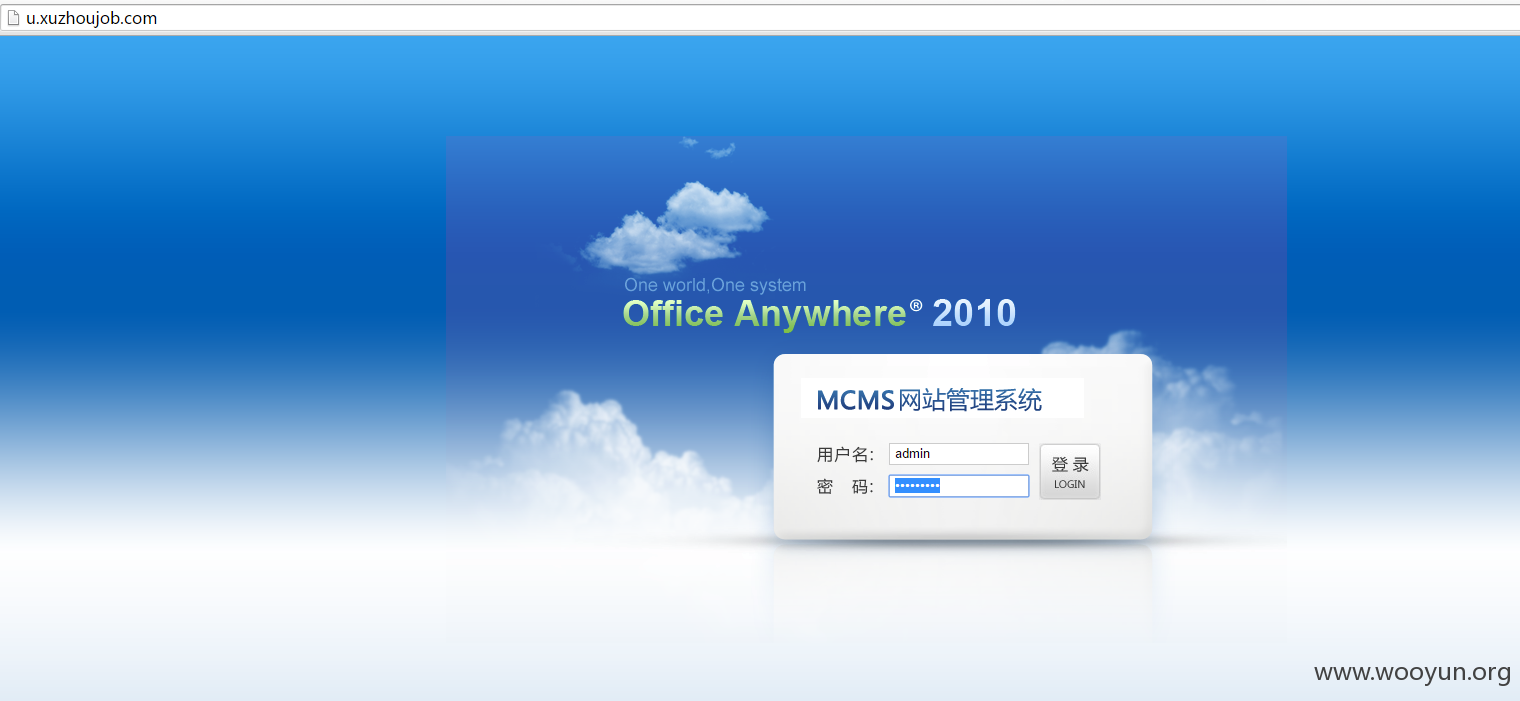 u.xuzhoujob.com
One world,One system
Office Anywhere® 2010
MCMS网站管理系统
用户名: admin
密 码: •••••••••
登 录
LOGIN
www.wooyun.org